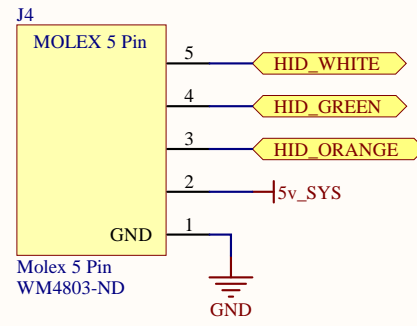 J4
MOLEX 5 Pin
5 HID_WHITE
4 HID_GREEN
3 HID_ORANGE
2 5v_SYS
GND 1
Molex 5 Pin
WM4803-ND
GND